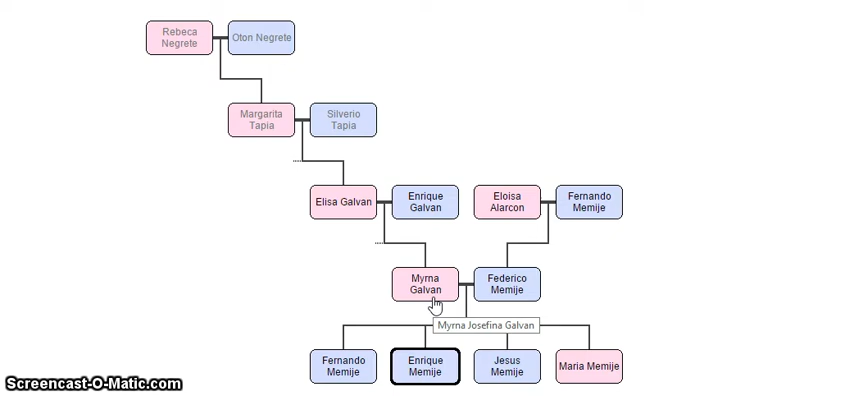 Rebeca
Negrete
Oton Negrete
Margarita
Tapia
Silverio
Tapia
Elisa Galvan
Enrique
Galvan
Eloisa
Alarcon
Fernando
Memije
Myrna
Galvan
Federico
Memije
Myrna Josefina Galvan
Fernando
Memije
Enrique
Memije
Jesus
Memije
Maria Memije
Screencast-O-Matic.com